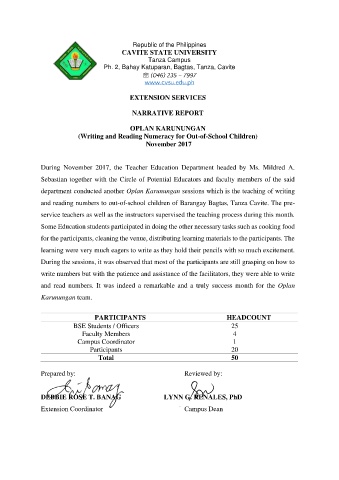 Republic of the Philippines
CAVITE STATE UNIVERSITY
Tanza Campus
Ph. 2, Bahay Katuparan, Bagtas, Tanza, Cavite
☏ (046) 235 – 7997
www.cvsu.edu.ph
EXTENSION SERVICES
NARRATIVE REPORT
OPLAN KARUNUNGAN
(Writing and Reading Numeracy for Out-of-School Children)
November 2017
During November 2017, the Teacher Education Department headed by Ms. Mildred A.
Sebastian together with the Circle of Potential Educators and faculty members of the said
department conducted another Oplan Karunungan sessions which is the teaching of writing
and reading numbers to out-of-school children of Barangay Bagtas, Tanza Cavite. The pre-
service teachers as well as the instructors supervised the teaching process during this month.
Some Education students participated in doing the other necessary tasks such as cooking food
for the participants, cleaning the venue, distributing learning materials to the participants. The
learning were very much eagers to write as they hold their pencils with so much excitement.
During the sessions, it was observed that most of the participants are still grasping on how to
write numbers but with the patience and assistance of the facilitators, they were able to write
and read numbers. It was indeed a remarkable and a truly success month for the Oplan
Karunungan team.
PARTICIPANTS HEADCOUNT
BSE Students / Officers 25
Faculty Members 4
Campus Coordinator 1
Participants 20
Total 50
Prepared by: Reviewed by:
DEBBIE ROSE T. BANAG LYNN G. PENALES, PhD
Extension Coordinator Campus Dean